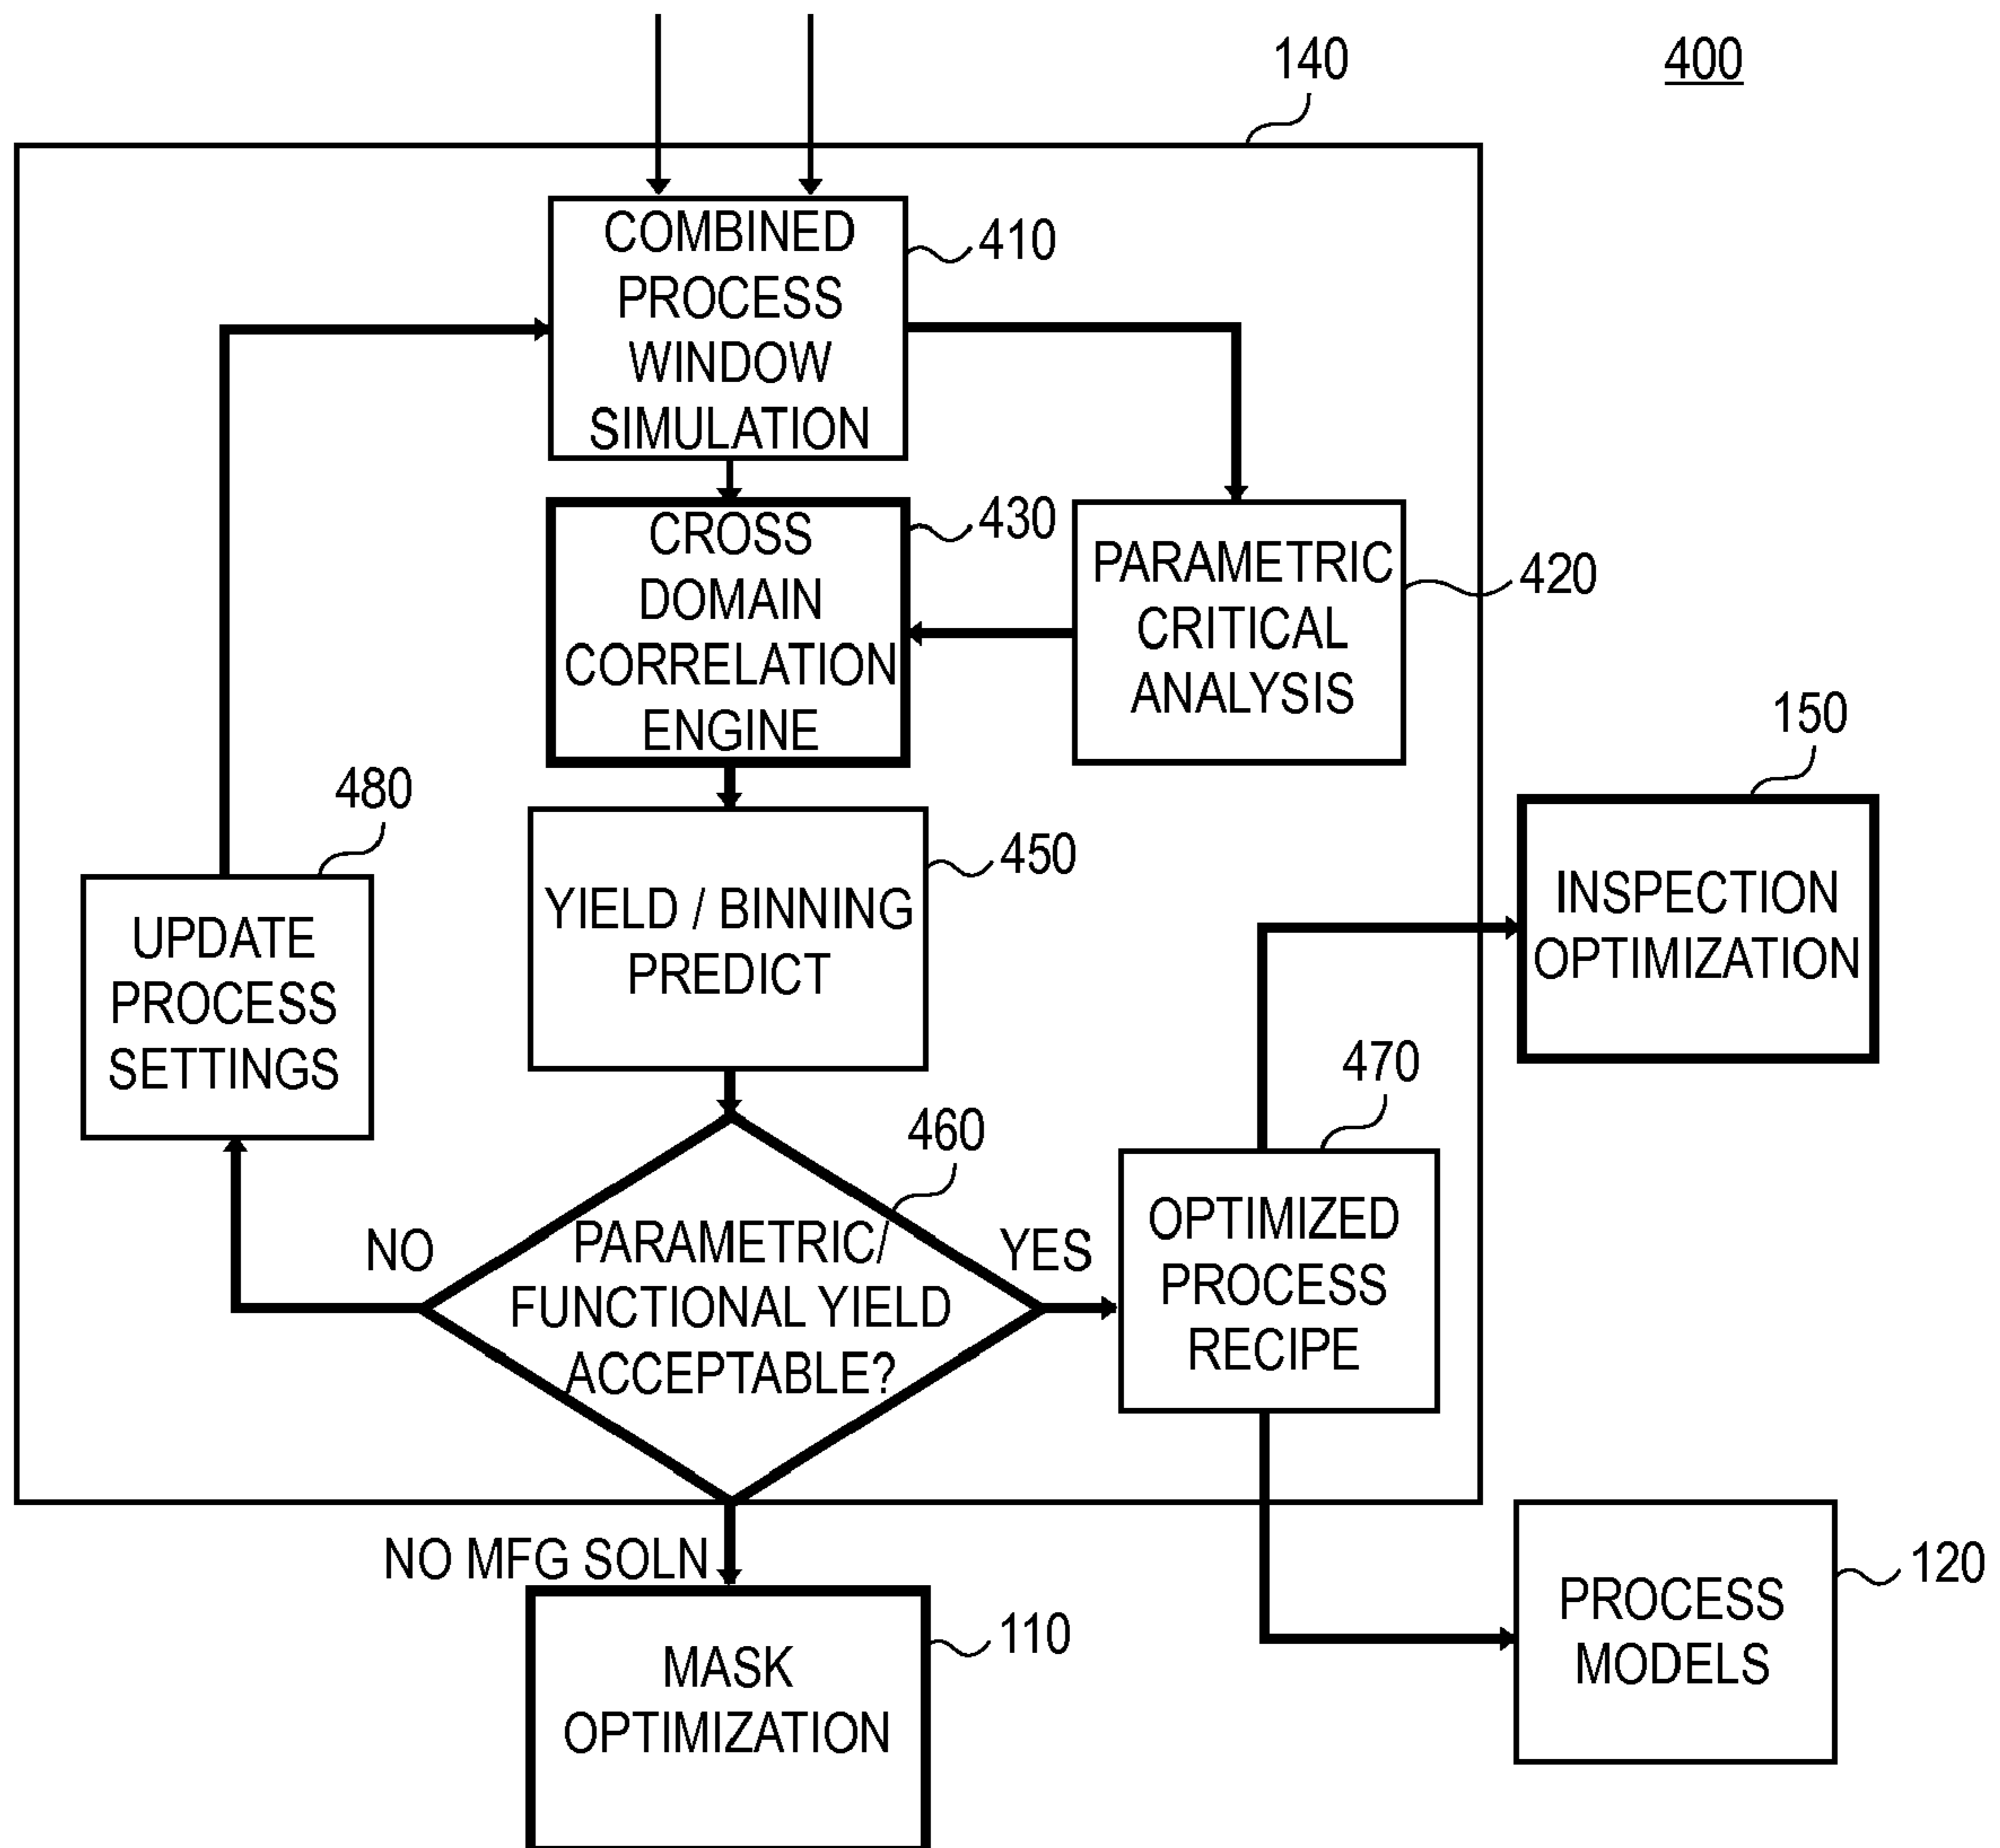 140
400
COMBINED
PROCESS
WINDOW
SIMULATION
410
CROSS
DOMAIN
CORRELATION
ENGINE
430
PARAMETRIC
CRITICAL
ANALYSIS
420
480
UPDATE
PROCESS
SETTINGS
YIELD / BINNING
PREDICT
450
150
INSPECTION
OPTIMIZATION
460
PARAMETRIC/
FUNCTIONAL YIELD
ACCEPTABLE?
NO
YES
470
OPTIMIZED
PROCESS
RECIPE
NO MFG SOLN
MASK
OPTIMIZATION
110
PROCESS
MODELS
120